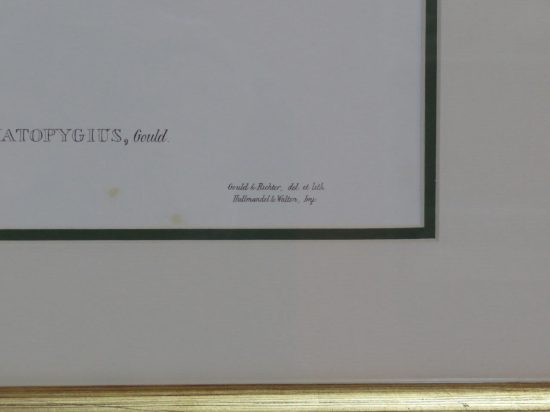 ATOPYGIUS, Gould.
Gould & Richter, del. et lith.
Hullmandel & Walton, Imp.